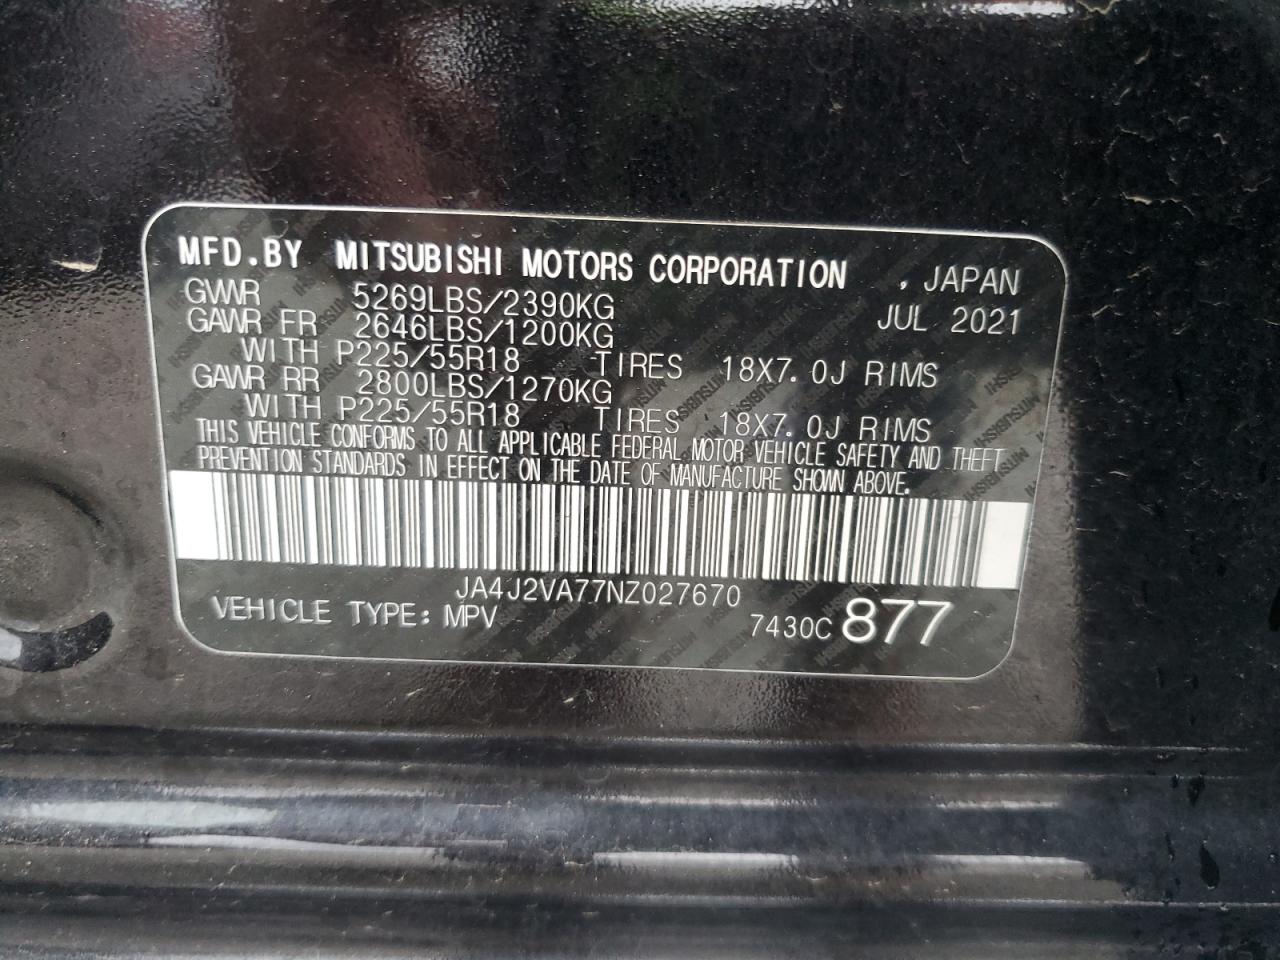 MFD.BY MITSUBISHI MOTORS CORPORATION , JAPAN
GVWR 5269LBS/2390KG JUL 2021
GAWR FR 2646LBS/1200KG
WITH P225/55R18 TIRES 18X7.0J RIMS
GAWR RR 2800LBS/1270KG
WITH P225/55R18 TIRES 18X7.0J RIMS
THIS VEHICLE CONFORMS TO ALL APPLICABLE FEDERAL MOTOR VEHICLE SAFETY AND THEFT
PREVENTION STANDARDS IN EFFECT ON THE DATE OF MANUFACTURE SHOWN ABOVE.
JA4J2VA77NZ027670
VEHICLE TYPE: MPV 7430C 877